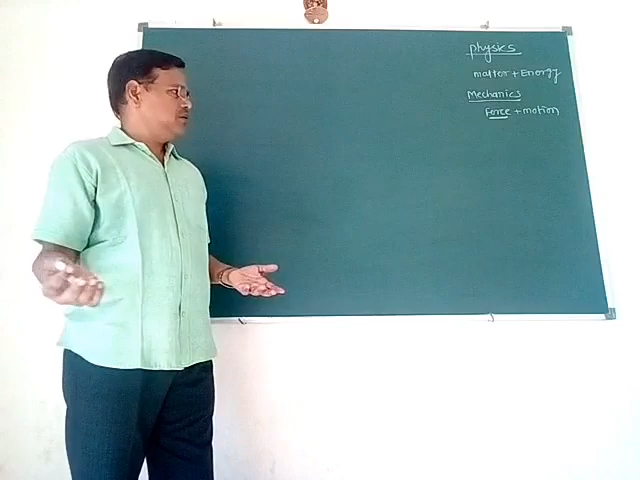 physics
matter + Energy
Mechanics
Force + motion